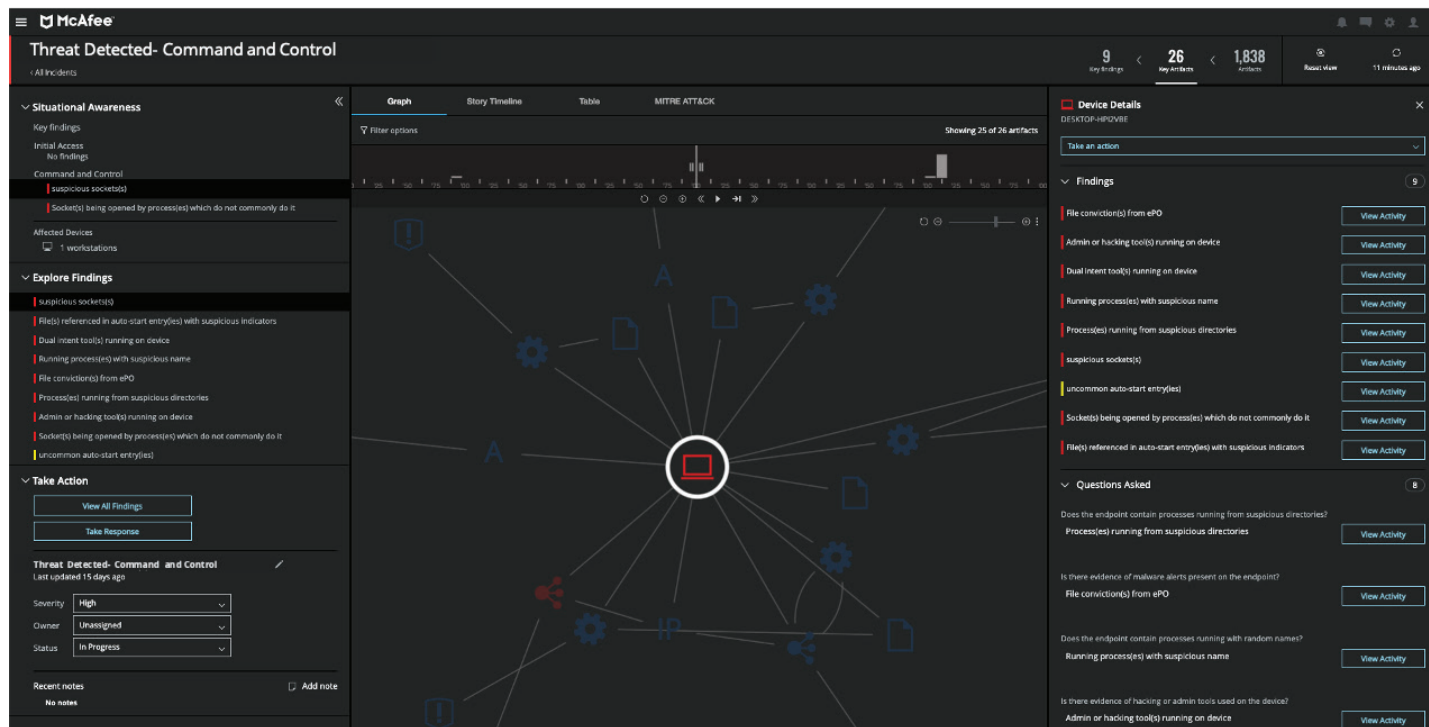 McAfee
Threat Detected- Command and Control
‹ All Incidents
9
Key findings
26
Key Artifacts
1,838
Artifacts
Reset view
11 minutes ago
Situational Awareness
Key findings
Initial Access
No findings
Command and Control
suspicious sockets(s)
Socket(s) being opened by process(es) which do not commonly do it
Affected Devices
1 workstations
Explore Findings
suspicious sockets(s)
File(s) referenced in auto-start entry(ies) with suspicious indicators
Dual intent tool(s) running on device
Running process(es) with suspicious name
File conviction(s) from ePO
Process(es) running from suspicious directories
Admin or hacking tool(s) running on device
Socket(s) being opened by process(es) which do not commonly do it
uncommon auto-start entry(ies)
Take Action
View All Findings
Take Response
Threat Detected- Command and Control
Last updated 15 days ago
Severity High
Owner Unassigned
Status In Progress
Recent notes
Add note
No notes
Graph
Story Timeline
Table
MITRE ATT&CK
Filter options
Showing 25 of 26 artifacts
A
A
IP
Device Details
DESKTOP-HPI2VBE
Take an action
Findings 9
File conviction(s) from ePO View Activity
Admin or hacking tool(s) running on device View Activity
Dual intent tool(s) running on device View Activity
Running process(es) with suspicious name View Activity
Process(es) running from suspicious directories View Activity
suspicious sockets(s) View Activity
uncommon auto-start entry(ies) View Activity
Socket(s) being opened by process(es) which do not commonly do it View Activity
File(s) referenced in auto-start entry(ies) with suspicious indicators View Activity
Questions Asked 8
Does the endpoint contain processes running from suspicious directories?
Process(es) running from suspicious directories View Activity
Is there evidence of malware alerts present on the endpoint?
File conviction(s) from ePO View Activity
Does the endpoint contain processes running with random names?
Running process(es) with suspicious name View Activity
Is there evidence of hacking or admin tools used on the device?
Admin or hacking tool(s) running on device View Activity